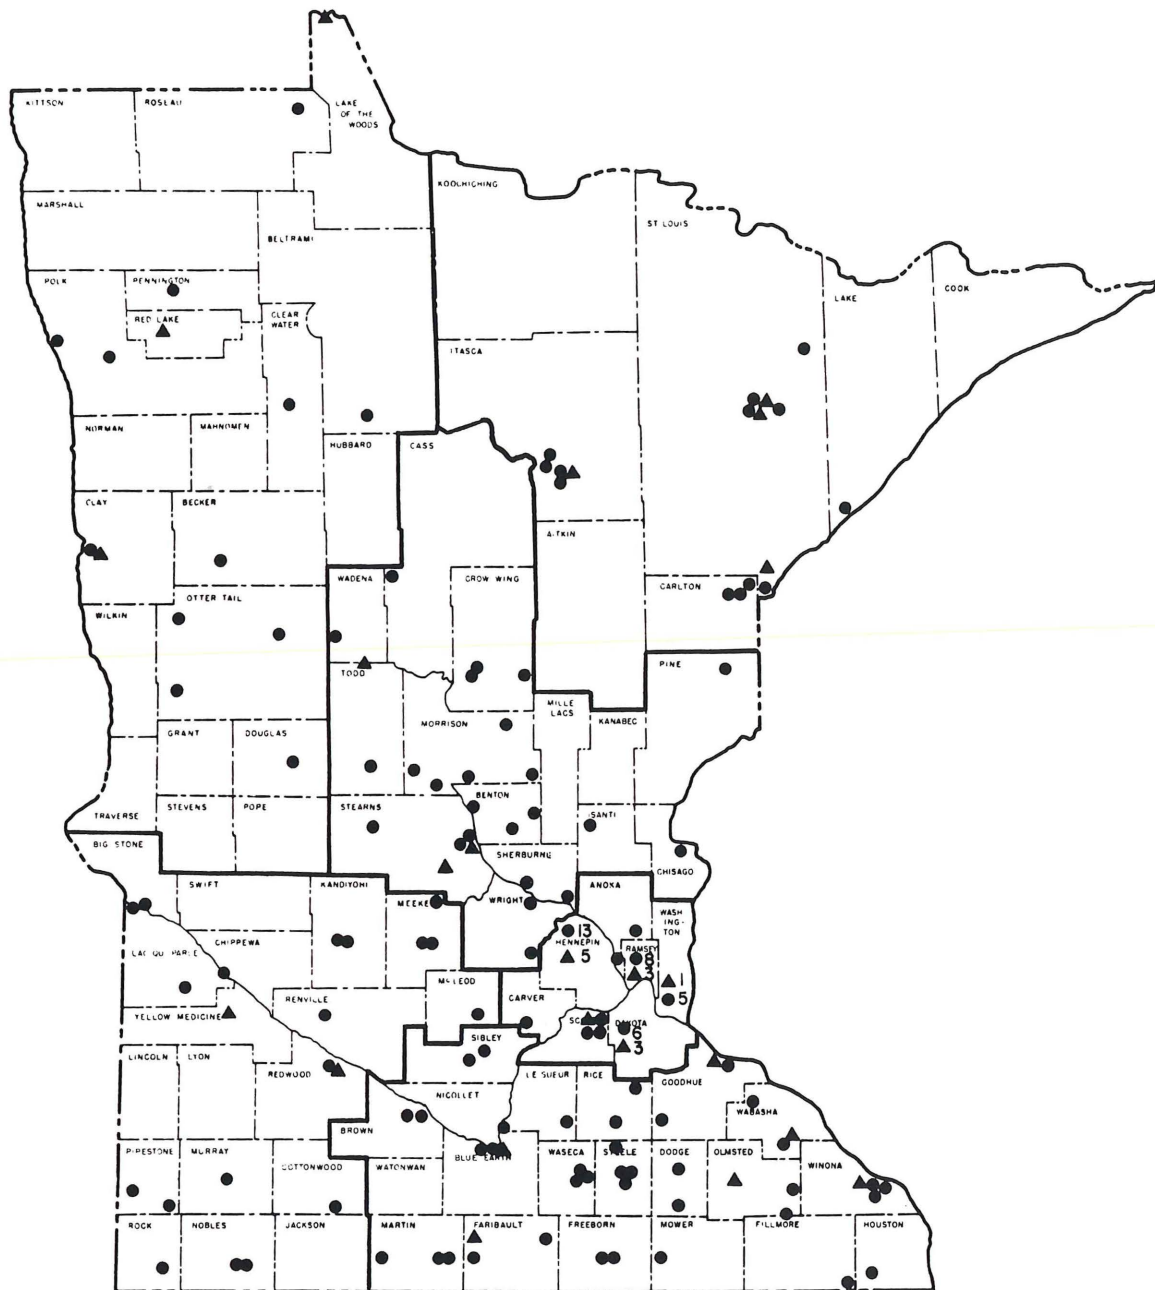 KITTSON
ROSEAU
LAKE
OF THE
WOODS
KOOCHICHING
MARSHALL
ST LOUIS
BELTRAMI
POLK
PENNINGTON
LAKE
COOK
RED LAKE
CLEAR
WATER
ITASCA
NORMAN
MAHNOMEN
HUBBARD
CASS
CLAY
BECKER
AITKIN
WADENA
CROW WING
CARLTON
OTTER TAIL
WILKIN
TODD
PINE
MILLE
LACS
KANABEC
MORRISON
GRANT
DOUGLAS
BENTON
STEARNS
STEVENS
POPE
TRAVERSE
ISANTI
BIG STONE
SHERBURNE
CHISAGO
SWIFT
KANDIYOHI
ANOKA
MEEKER
WRIGHT
WASH
ING-
TON
13
HENNEPIN
5
CHIPPEWA
LAC QUI PARLE
RAMSEY
8
3
1
5
McLEOD
RENVILLE
CARVER
YELLOW MEDICINE
SC
DAKOTA
6
3
SIBLEY
LINCOLN
LYON
REDWOOD
LE SUEUR
RICE
GOODHUE
NICOLLET
WABASHA
BROWN
PIPESTONE
MURRAY
COTTONWOOD
WATONWAN
BLUE EARTH
WASECA
STEELE
DODGE
OLMSTED
WINONA
ROCK
NOBLES
JACKSON
MARTIN
FARIBAULT
FREEBORN
MOWER
FILLMORE
HOUSTON